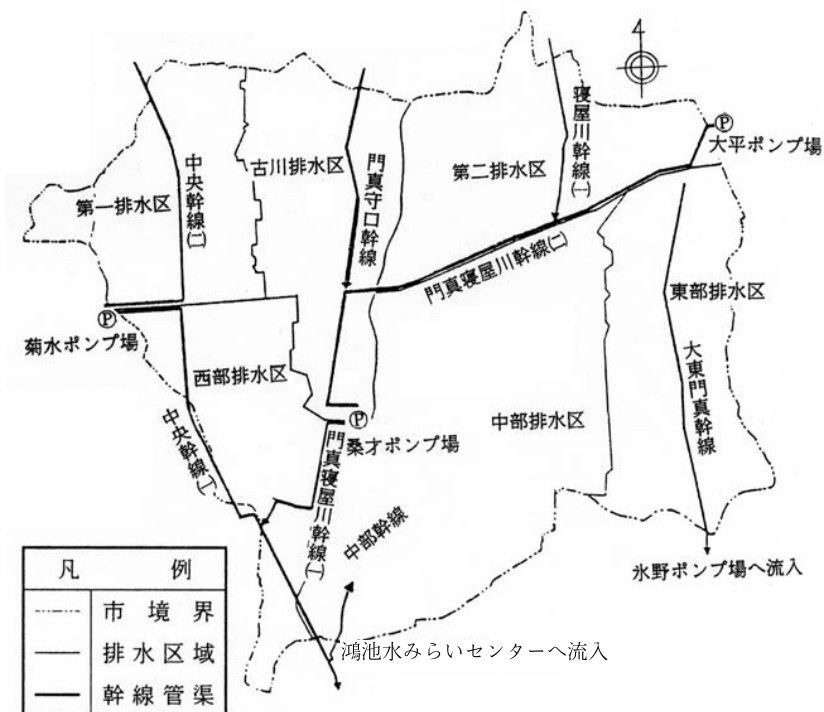 4
寝屋川幹線(一)
Ⓟ
大平ポンプ場
中央幹線(二)
古川排水区
門真守口幹線
第二排水区
第一排水区
門真寝屋川幹線(二)
東部排水区
Ⓟ
菊水ポンプ場
西部排水区
大東門真幹線
中部排水区
Ⓟ
桑才ポンプ場
中央幹線(一)
門真寝屋川幹線(一)
中部幹線
氷野ポンプ場へ流入
鴻池水みらいセンターへ流入
凡 例
市境界
排水区域
幹線管渠